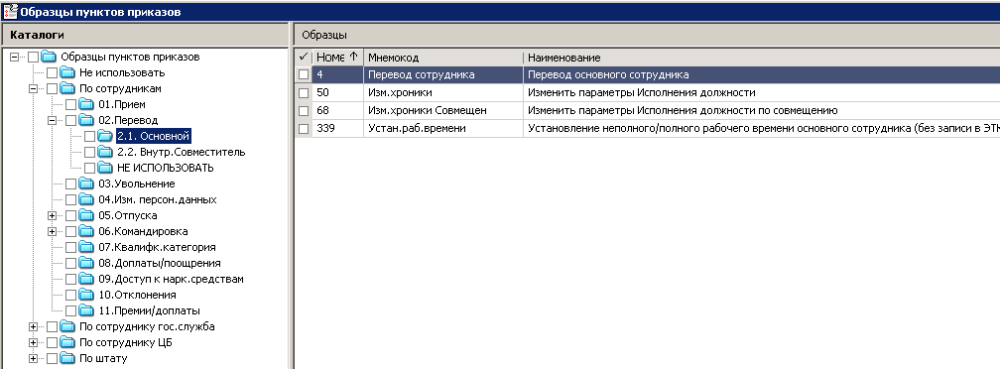 Образцы пунктов приказов
Каталоги
Образцы пунктов приказов
Не использовать
По сотрудникам
01.Прием
02.Перевод
2.1. Основной
2.2. Внутр.Совместитель
НЕ ИСПОЛЬЗОВАТЬ
03.Увольнение
04.Изм. персон.данных
05.Отпуска
06.Командировка
07.Квалифк.категория
08.Доплаты/поощрения
09.Доступ к нарк.средствам
10.Отклонения
11.Премии/доплаты
По сотруднику гос.служба
По сотруднику ЦБ
По штату
Образцы
Номе Мнемокод Наименование
4 Перевод сотрудника Перевод основного сотрудника
50 Изм.хроники Изменить параметры Исполнения должности
68 Изм.хроники Совмещен Изменить параметры Исполнения должности по совмещению
339 Устан.раб.времени Установление неполного/полного рабочего времени основного сотрудника (без записи в ЭТК